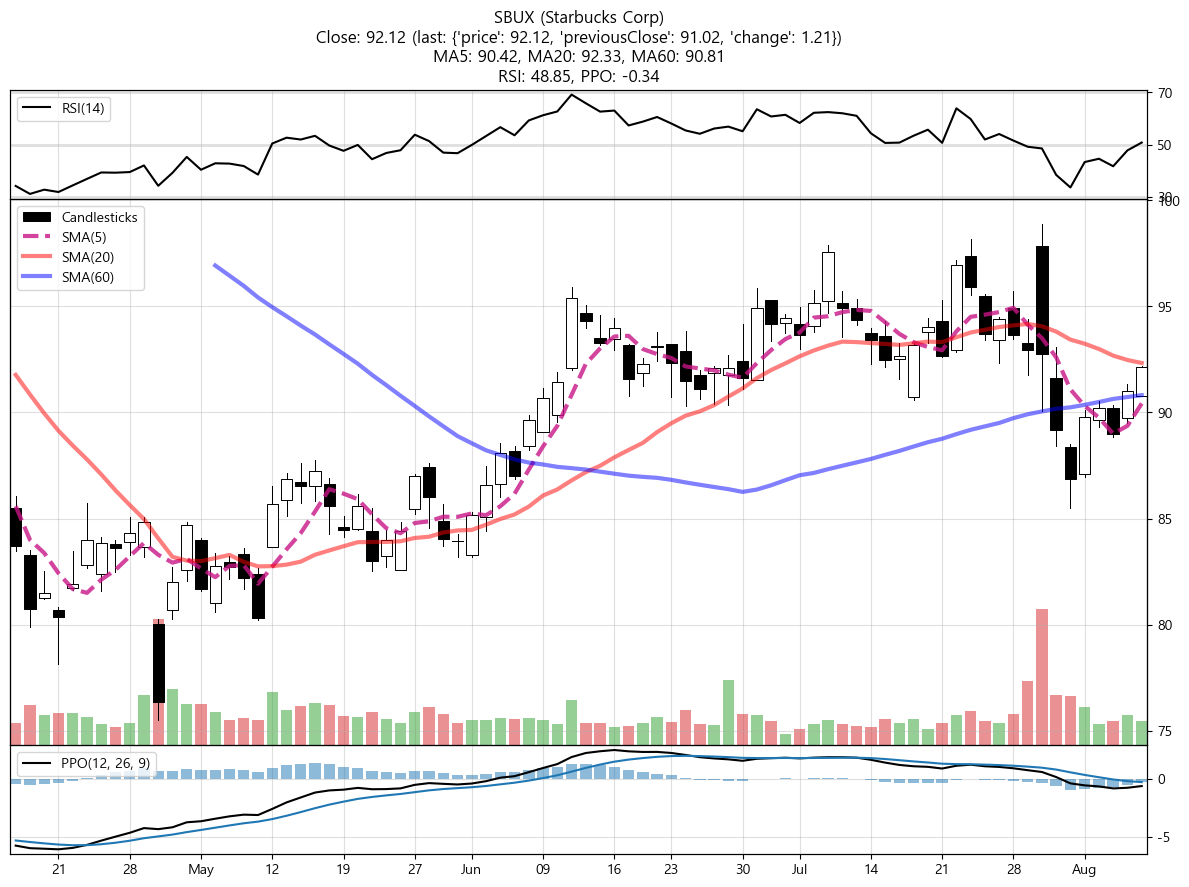 SBUX (Starbucks Corp)
Close: 92.12 (last: {'price': 92.12, 'previousClose': 91.02, 'change': 1.21})
MA5: 90.42, MA20: 92.33, MA60: 90.81
RSI: 48.85, PPO: -0.34
RSI(14)
70
50
30
100
Candlesticks
SMA(5)
SMA(20)
SMA(60)
95
90
85
80
75
PPO(12, 26, 9)
0
-5
21 28 May 12 19 27 Jun 09 16 23 30 Jul 14 21 28 Aug